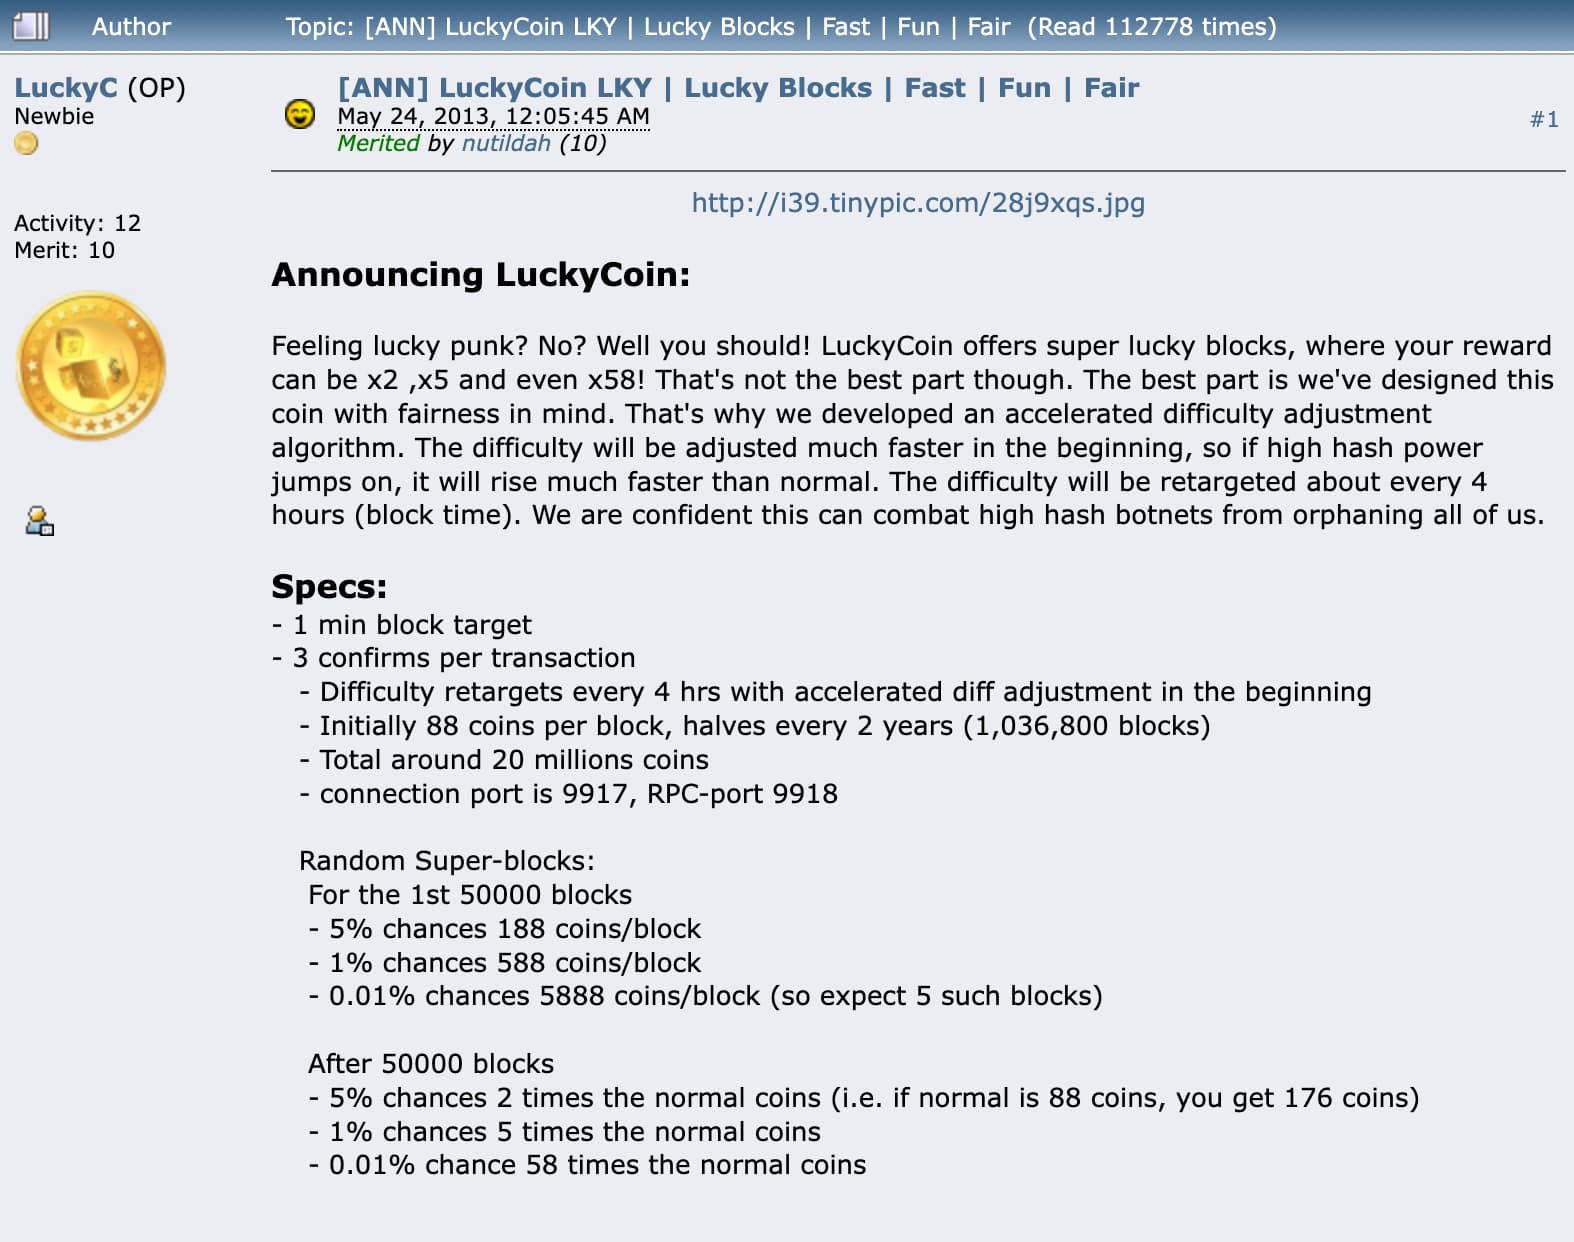 Author Topic: [ANN] LuckyCoin LKY | Lucky Blocks | Fast | Fun | Fair (Read 112778 times)
LuckyC (OP)
Newbie
Activity: 12
Merit: 10
[ANN] LuckyCoin LKY | Lucky Blocks | Fast | Fun | Fair
May 24, 2013, 12:05:45 AM
Merited by nutildah (10)
#1
http://i39.tinypic.com/28j9xqs.jpg
Announcing LuckyCoin:
Feeling lucky punk? No? Well you should! LuckyCoin offers super lucky blocks, where your reward
can be x2 ,x5 and even x58! That's not the best part though. The best part is we've designed this
coin with fairness in mind. That's why we developed an accelerated difficulty adjustment
algorithm. The difficulty will be adjusted much faster in the beginning, so if high hash power
jumps on, it will rise much faster than normal. The difficulty will be retargeted about every 4
hours (block time). We are confident this can combat high hash botnets from orphaning all of us.
Specs:
- 1 min block target
- 3 confirms per transaction
- Difficulty retargets every 4 hrs with accelerated diff adjustment in the beginning
- Initially 88 coins per block, halves every 2 years (1,036,800 blocks)
- Total around 20 millions coins
- connection port is 9917, RPC-port 9918
Random Super-blocks:
For the 1st 50000 blocks
- 5% chances 188 coins/block
- 1% chances 588 coins/block
- 0.01% chances 5888 coins/block (so expect 5 such blocks)
After 50000 blocks
- 5% chances 2 times the normal coins (i.e. if normal is 88 coins, you get 176 coins)
- 1% chances 5 times the normal coins
- 0.01% chance 58 times the normal coins